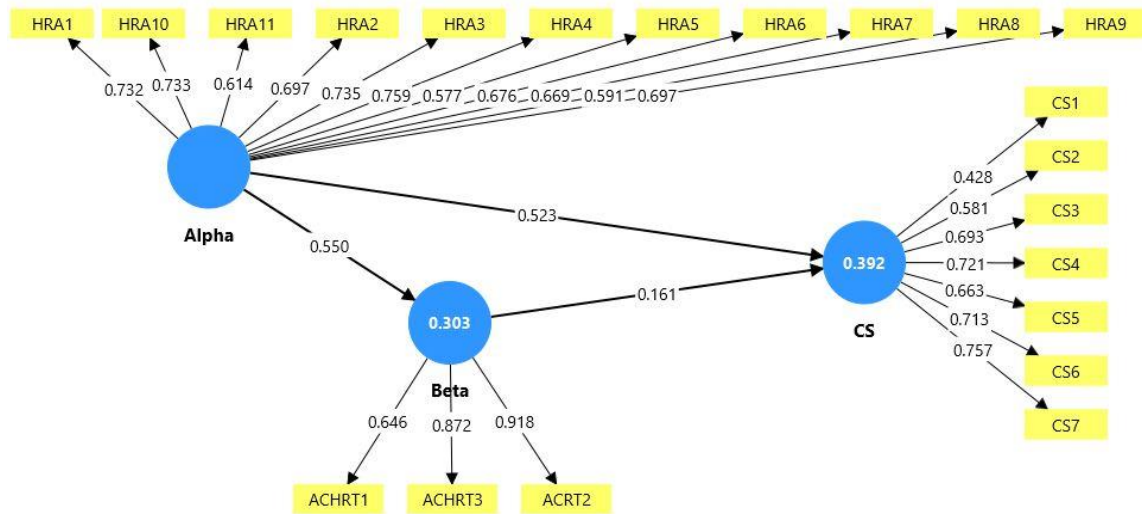 HRA1 HRA10 HRA11 HRA2 HRA3 HRA4 HRA5 HRA6 HRA7 HRA8 HRA9
0.732 0.733 0.614 0.697 0.735 0.759 0.577 0.676 0.669 0.591 0.697
CS1
CS2
CS3
CS4
CS5
CS6
CS7
0.428
0.581
0.693
0.721
0.663
0.713
0.757
Alpha
0.523
0.550
0.392
CS
0.161
0.303
Beta
0.646 0.872 0.918
ACHRT1 ACHRT3 ACRT2